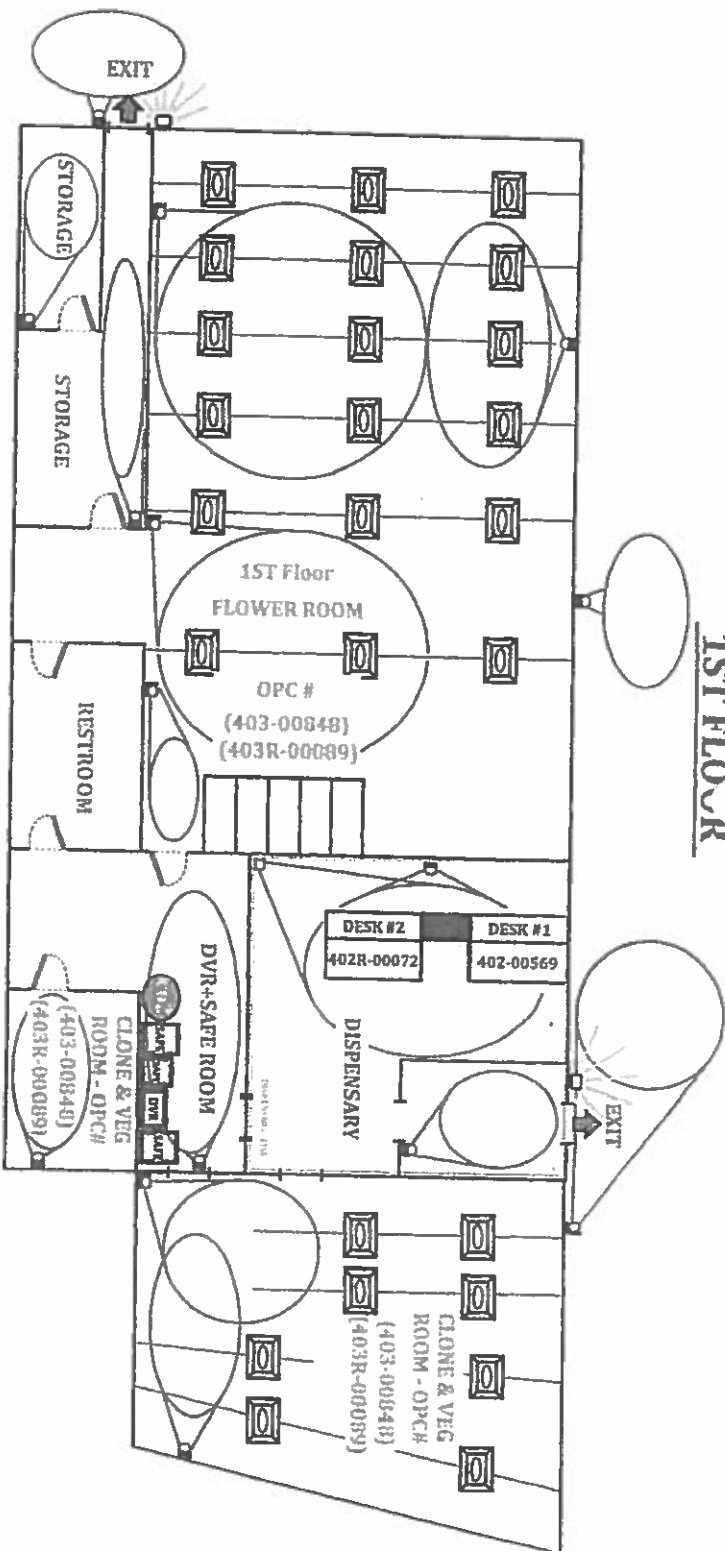 1ST FLOOR
EXIT
STORAGE
STORAGE
1ST Floor
FLOWER ROOM
OPC #
(403-00848)
(403R-00089)
RESTROOM
DESK #2
DESK #1
402R-00072
402-00569
DISPENSARY
DVR+SAFE ROOM
SAFE
DVR
SAFE
CLONE & VEG
ROOM - OPC#
(403-00848)
(403R-00089)
EXIT
CLONE & VEG
ROOM - OPC#
(403-00848)
(403R-00089)